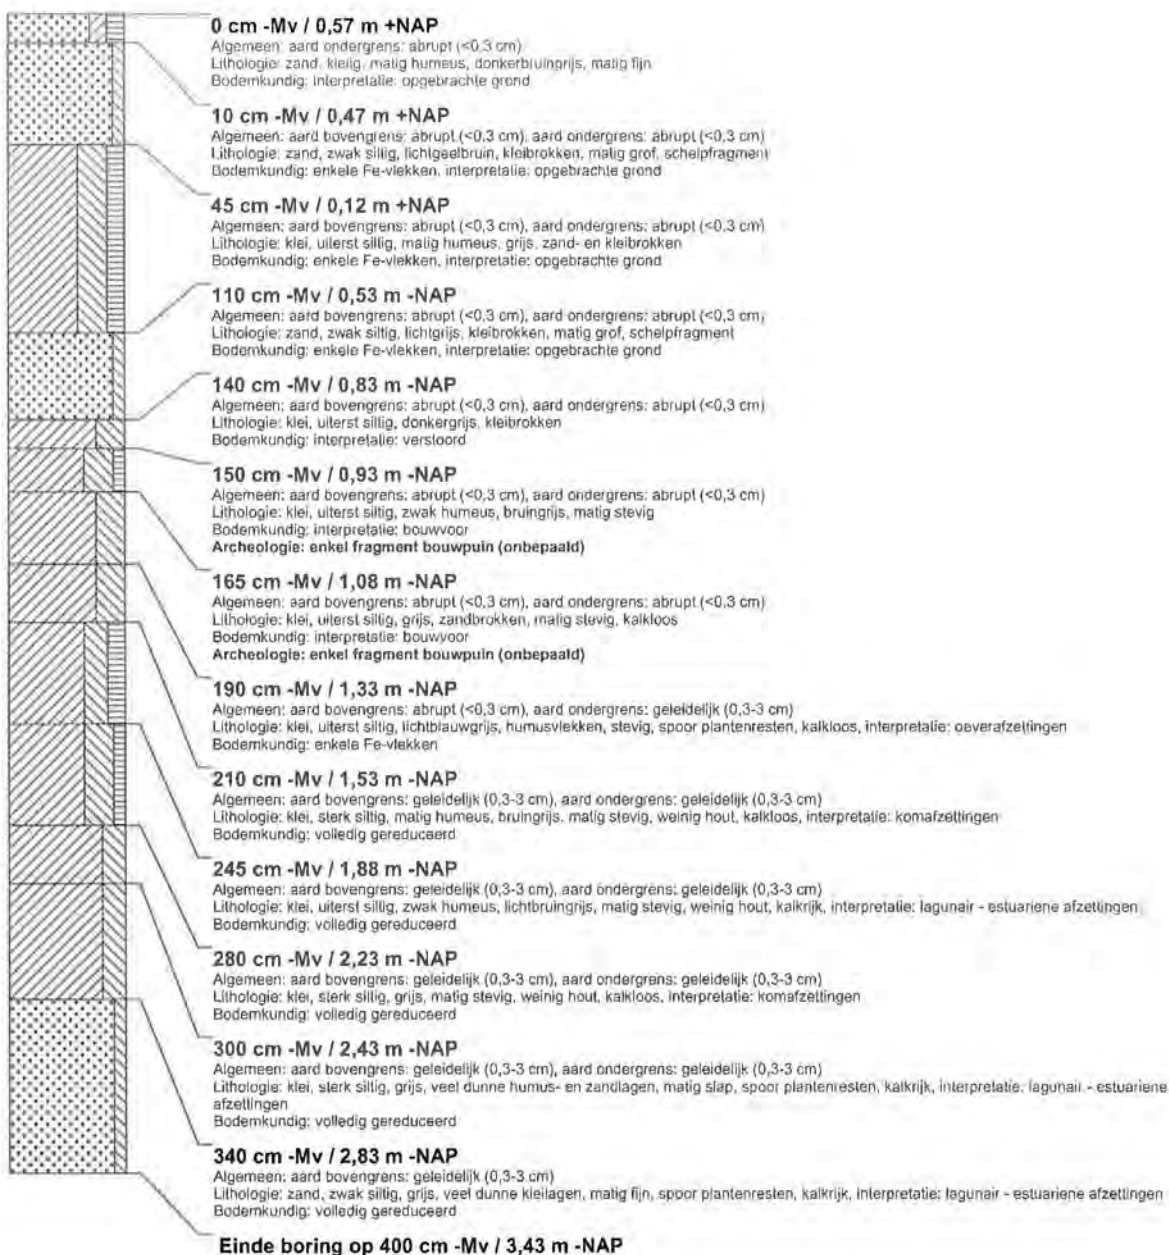 0 cm -Mv / 0,57 m +NAP
Algemeen: aard ondergrens: abrupt (<0,3 cm)
Lithologie: zand, kleiig, matig humeus, donkerbruingrijs, matig fijn
Bodemkundig: interpretatie: opgebrachte grond
10 cm -Mv / 0,47 m +NAP
Algemeen: aard bovengrens: abrupt (<0,3 cm), aard ondergrens: abrupt (<0,3 cm)
Lithologie: zand, zwak siltig, lichtgeelbruin, kleibrokken, matig grof, schelpfragment
Bodemkundig: enkele Fe-vlekken, interpretatie: opgebrachte grond
45 cm -Mv / 0,12 m +NAP
Algemeen: aard bovengrens: abrupt (<0,3 cm), aard ondergrens: abrupt (<0,3 cm)
Lithologie: klei, uiterst siltig, matig humeus, grijs, zand- en kleibrokken
Bodemkundig: enkele Fe-vlekken, interpretatie: opgebrachte grond
110 cm -Mv / 0,53 m -NAP
Algemeen: aard bovengrens: abrupt (<0,3 cm), aard ondergrens: abrupt (<0,3 cm)
Lithologie: zand, zwak siltig, lichtgrijs, kleibrokken, matig grof, schelpfragment
Bodemkundig: enkele Fe-vlekken, interpretatie: opgebrachte grond
140 cm -Mv / 0,83 m -NAP
Algemeen: aard bovengrens: abrupt (<0,3 cm), aard ondergrens: abrupt (<0,3 cm)
Lithologie: klei, uiterst siltig, donkergrijs, kleibrokken
Bodemkundig: interpretatie: verstoord
150 cm -Mv / 0,93 m -NAP
Algemeen: aard bovengrens: abrupt (<0,3 cm), aard ondergrens: abrupt (<0,3 cm)
Lithologie: klei, uiterst siltig, zwak humeus, bruingrijs, matig stevig
Bodemkundig: interpretatie: bouwvoor
Archeologie: enkel fragment bouwpuin (onbepaald)
165 cm -Mv / 1,08 m -NAP
Algemeen: aard bovengrens: abrupt (<0,3 cm), aard ondergrens: abrupt (<0,3 cm)
Lithologie: klei, uiterst siltig, grijs, zandbrokken, matig stevig, kalkloos
Bodemkundig: interpretatie: bouwvoor
Archeologie: enkel fragment bouwpuin (onbepaald)
190 cm -Mv / 1,33 m -NAP
Algemeen: aard bovengrens: abrupt (<0,3 cm), aard ondergrens: geleidelijk (0,3-3 cm)
Lithologie: klei, uiterst siltig, lichtblauwgrijs, humusvlekken, stevig, spoor plantenresten, kalkloos, interpretatie: oeverafzettingen
Bodemkundig: enkele Fe-vlekken
210 cm -Mv / 1,53 m -NAP
Algemeen: aard bovengrens: geleidelijk (0,3-3 cm), aard ondergrens: geleidelijk (0,3-3 cm)
Lithologie: klei, sterk siltig, matig humeus, bruingrijs, matig stevig, weinig hout, kalkloos, interpretatie: komafzettingen
Bodemkundig: volledig gereduceerd
245 cm -Mv / 1,88 m -NAP
Algemeen: aard bovengrens: geleidelijk (0,3-3 cm), aard ondergrens: geleidelijk (0,3-3 cm)
Lithologie: klei, uiterst siltig, zwak humeus, lichtbruingrijs, matig stevig, weinig hout, kalkrijk, interpretatie: lagunair - estuariene afzettingen
Bodemkundig: volledig gereduceerd
280 cm -Mv / 2,23 m -NAP
Algemeen: aard bovengrens: geleidelijk (0,3-3 cm), aard ondergrens: geleidelijk (0,3-3 cm)
Lithologie: klei, sterk siltig, grijs, matig stevig, weinig hout, kalkloos, interpretatie: komafzettingen
Bodemkundig: volledig gereduceerd
300 cm -Mv / 2,43 m -NAP
Algemeen: aard bovengrens: geleidelijk (0,3-3 cm), aard ondergrens: geleidelijk (0,3-3 cm)
Lithologie: klei, sterk siltig, grijs, veel dunne humus- en zandlagen, matig slap, spoor plantenresten, kalkrijk, interpretatie: lagunair - estuariene
afzettingen
Bodemkundig: volledig gereduceerd
340 cm -Mv / 2,83 m -NAP
Algemeen: aard bovengrens: geleidelijk (0,3-3 cm)
Lithologie: zand, zwak siltig, grijs, veel dunne kleilagen, matig fijn, spoor plantenresten, kalkrijk, interpretatie: lagunair - estuariene afzettingen
Bodemkundig: volledig gereduceerd
Einde boring op 400 cm -Mv / 3,43 m -NAP